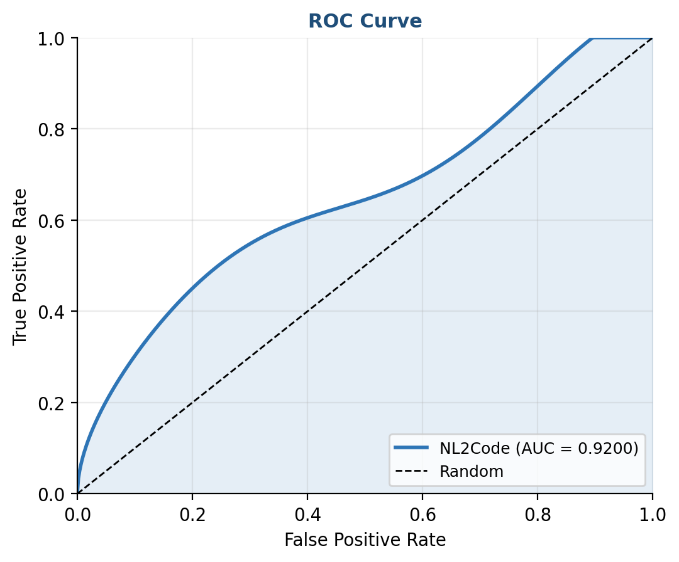 ROC Curve
1.0
0.8
0.6
0.4
0.2
0.0
True Positive Rate
NL2Code (AUC = 0.9200)
Random
0.0 0.2 0.4 0.6 0.8 1.0
False Positive Rate